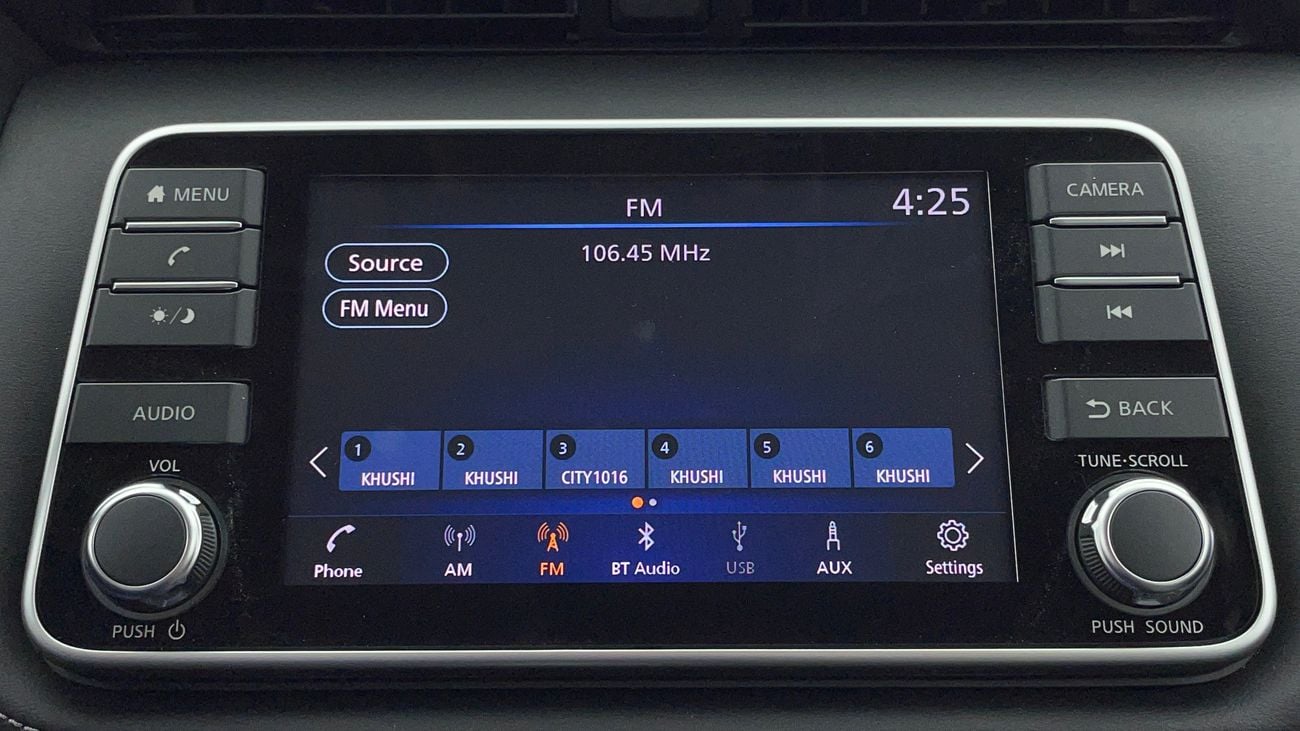 MENU
AUDIO
VOL
PUSH
FM
4:25
106.45 MHz
Source
FM Menu
1
KHUSHI
2
KHUSHI
3
CITY1016
4
KHUSHI
5
KHUSHI
6
KHUSHI
Phone
AM
FM
BT Audio
USB
AUX
Settings
CAMERA
BACK
TUNE·SCROLL
PUSH SOUND